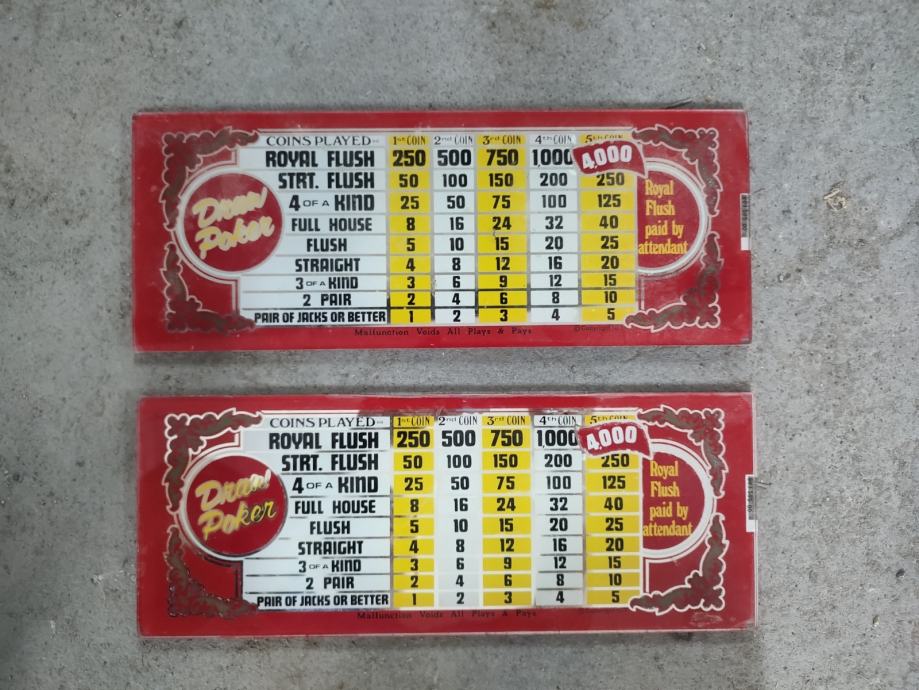 COINS PLAYED 1st COIN 2nd COIN 3rd COIN 4th COIN 5th COIN
ROYAL FLUSH 250 500 750 1000 4,000
STRT. FLUSH 50 100 150 200 250
4 OF A KIND 25 50 75 100 125
FULL HOUSE 8 16 24 32 40
FLUSH 5 10 15 20 25
STRAIGHT 4 8 12 16 20
3 OF A KIND 3 6 9 12 15
2 PAIR 2 4 6 8 10
PAIR OF JACKS OR BETTER 1 2 3 4 5
Draw
Poker
Royal
Flush
paid by
attendant
Malfunction Voids All Plays & Pays
© Copyright
COINS PLAYED 1st COIN 2nd COIN 3rd COIN 4th COIN 5th COIN
ROYAL FLUSH 250 500 750 1000 4,000
STRT. FLUSH 50 100 150 200 250
4 OF A KIND 25 50 75 100 125
FULL HOUSE 8 16 24 32 40
FLUSH 5 10 15 20 25
STRAIGHT 4 8 12 16 20
3 OF A KIND 3 6 9 12 15
2 PAIR 2 4 6 8 10
PAIR OF JACKS OR BETTER 1 2 3 4 5
Draw
Poker
Royal
Flush
paid by
attendant
Malfunction Voids All Plays & Pays